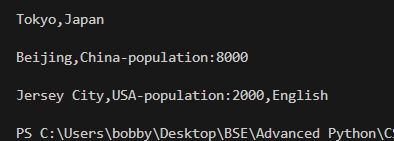 Tokyo,Japan
Beijing,China-population:8000
Jersey City,USA-population:2000,English
PS C:\Users\bobby\Desktop\BSE\Advanced Python\CS